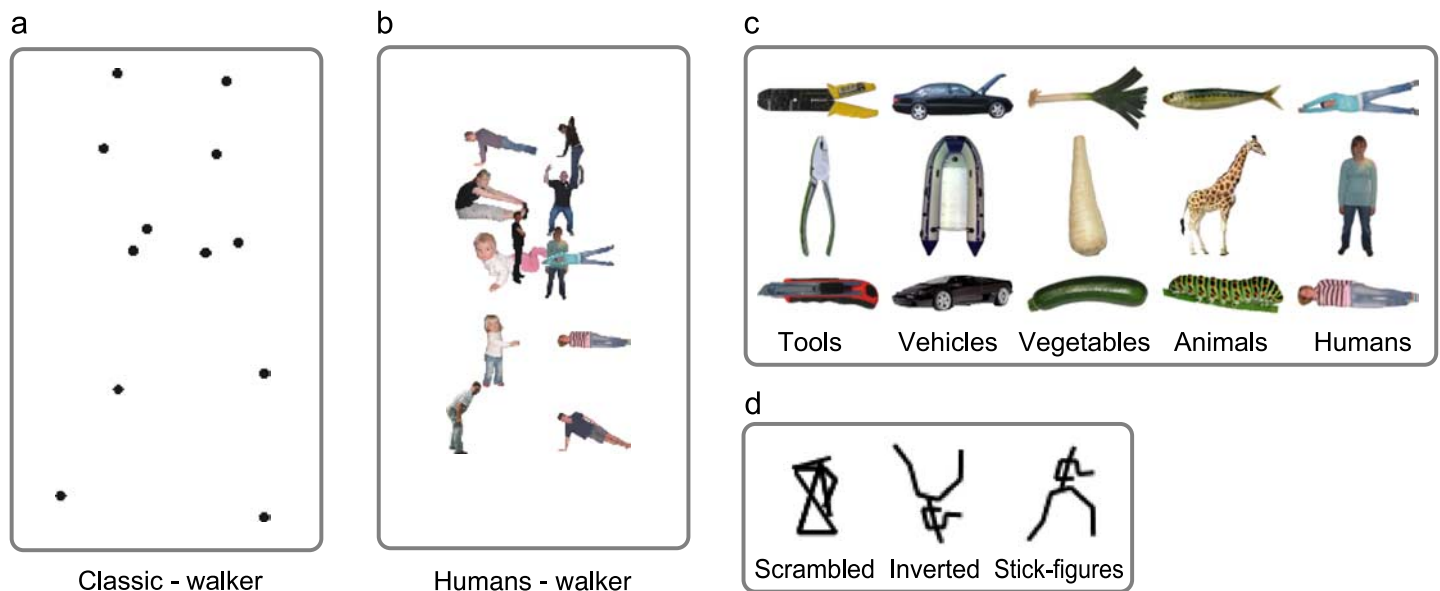 a
b
c
Tools Vehicles Vegetables Animals Humans
d
Scrambled Inverted Stick-figures
Classic - walker
Humans - walker